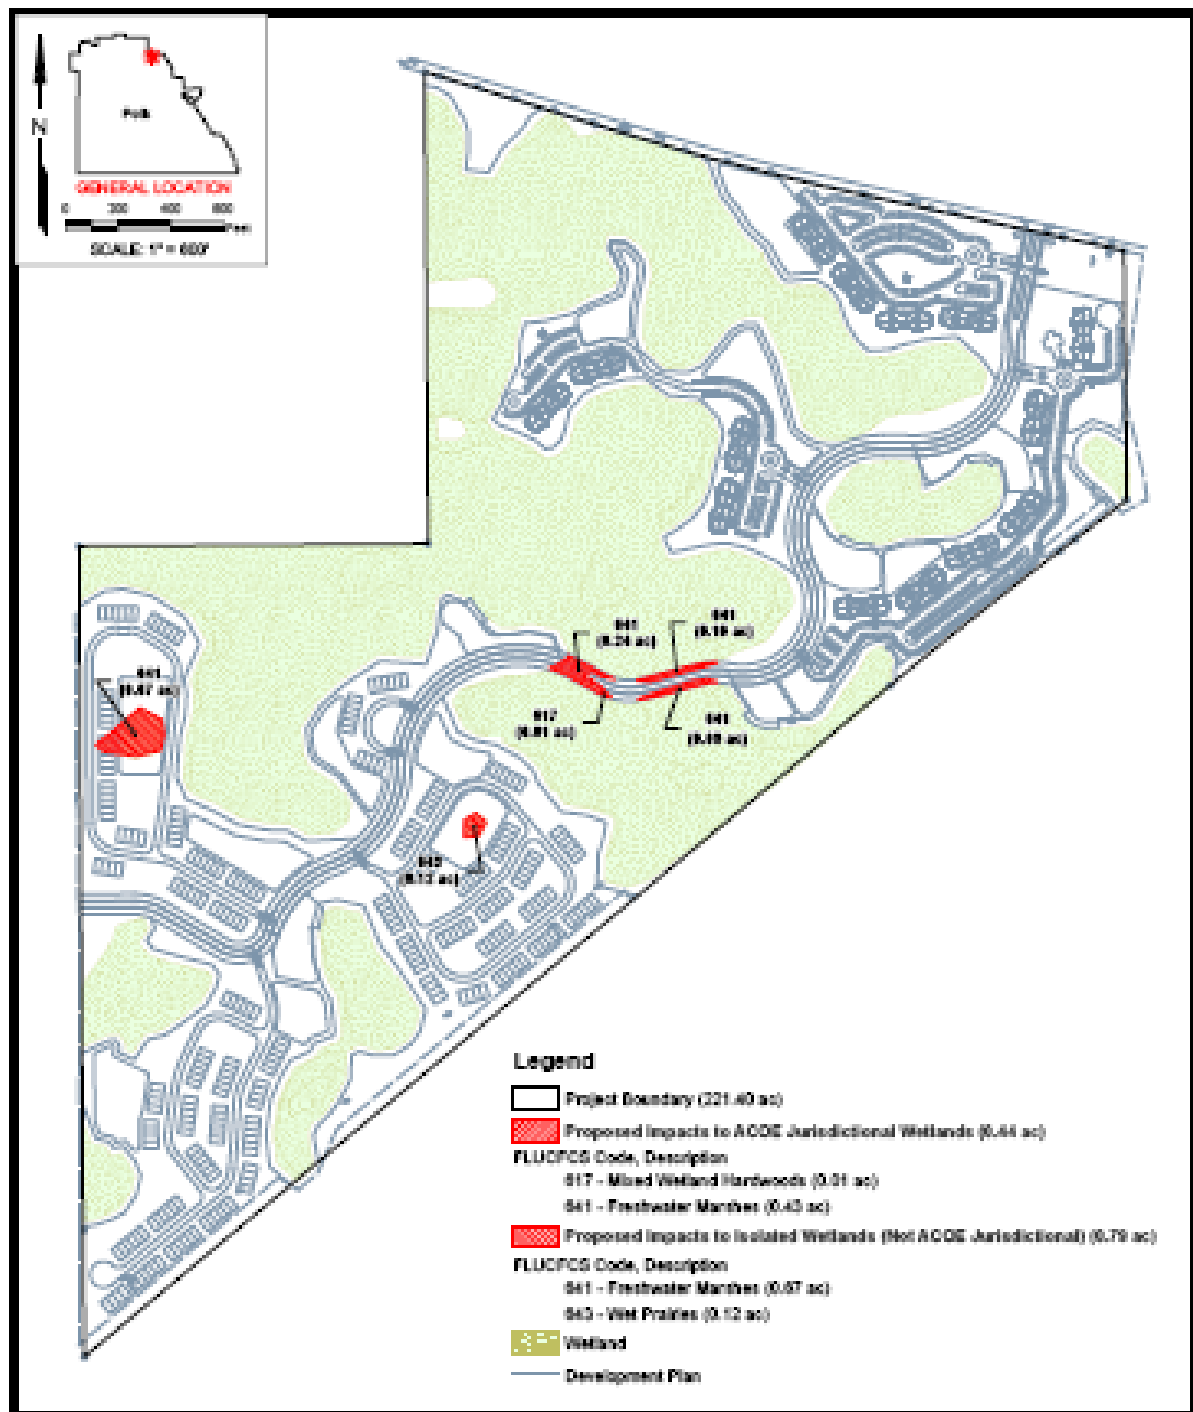 Polk
N
GENERAL LOCATION
0 200 400 600
Feet
SCALE: 1" = 600'
641
(0.24 ac)
641
(0.10 ac)
641
(0.67 ac)
617
(0.01 ac)
641
(0.09 ac)
643
(0.12 ac)
Legend
Project Boundary (221.40 ac)
Proposed Impacts to ACOE Jurisdictional Wetlands (0.44 ac)
FLUCFCS Code, Description
617 - Mixed Wetland Hardwoods (0.01 ac)
641 - Freshwater Marshes (0.43 ac)
Proposed Impacts to Isolated Wetlands (Not ACOE Jurisdictional) (0.79 ac)
FLUCFCS Code, Description
641 - Freshwater Marshes (0.67 ac)
643 - Wet Prairies (0.12 ac)
Wetland
Development Plan